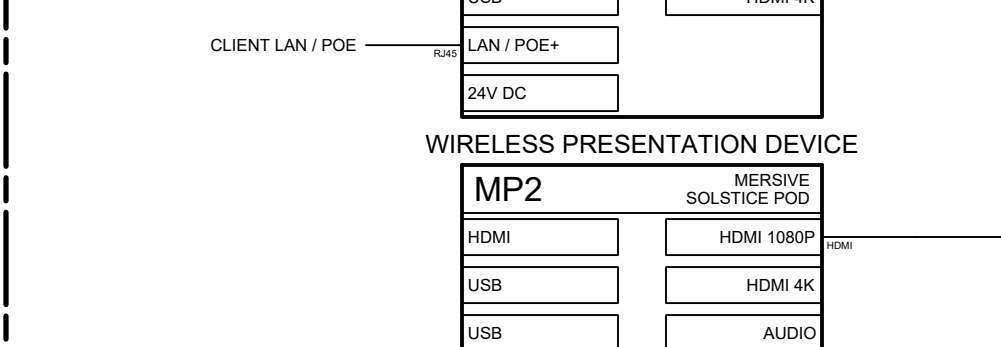 USB HDMI 4K
CLIENT LAN / POE RJ45 LAN / POE+
24V DC
WIRELESS PRESENTATION DEVICE
MP2 MERSIVE
SOLSTICE POD
HDMI HDMI 1080P HDMI
USB HDMI 4K
USB AUDIO